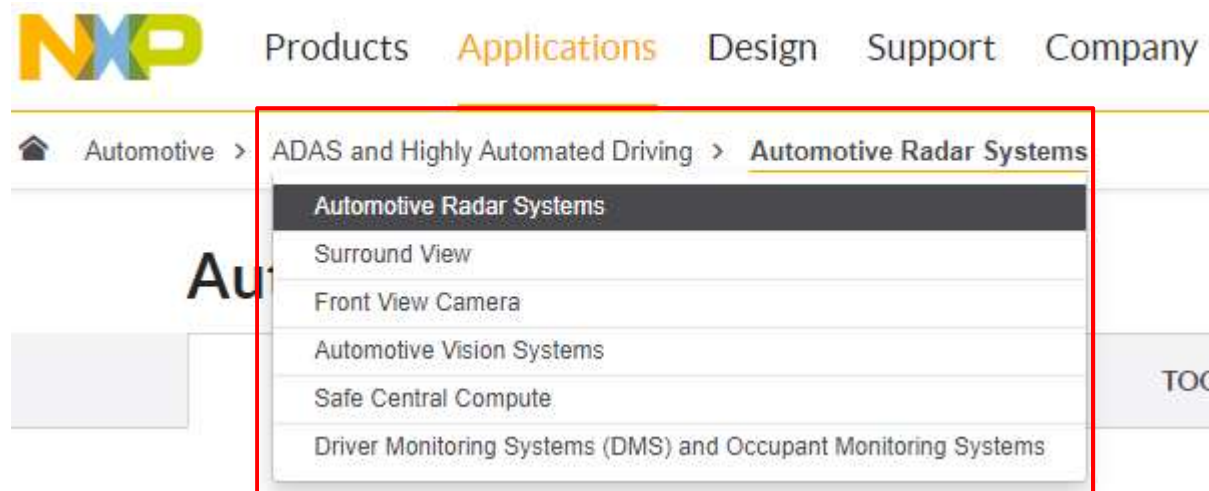 NXP Products Applications Design Support Company
Automotive > ADAS and Highly Automated Driving > Automotive Radar Systems
Automotive Radar Systems
Surround View
Au
Front View Camera
Automotive Vision Systems
Safe Central Compute
Driver Monitoring Systems (DMS) and Occupant Monitoring Systems